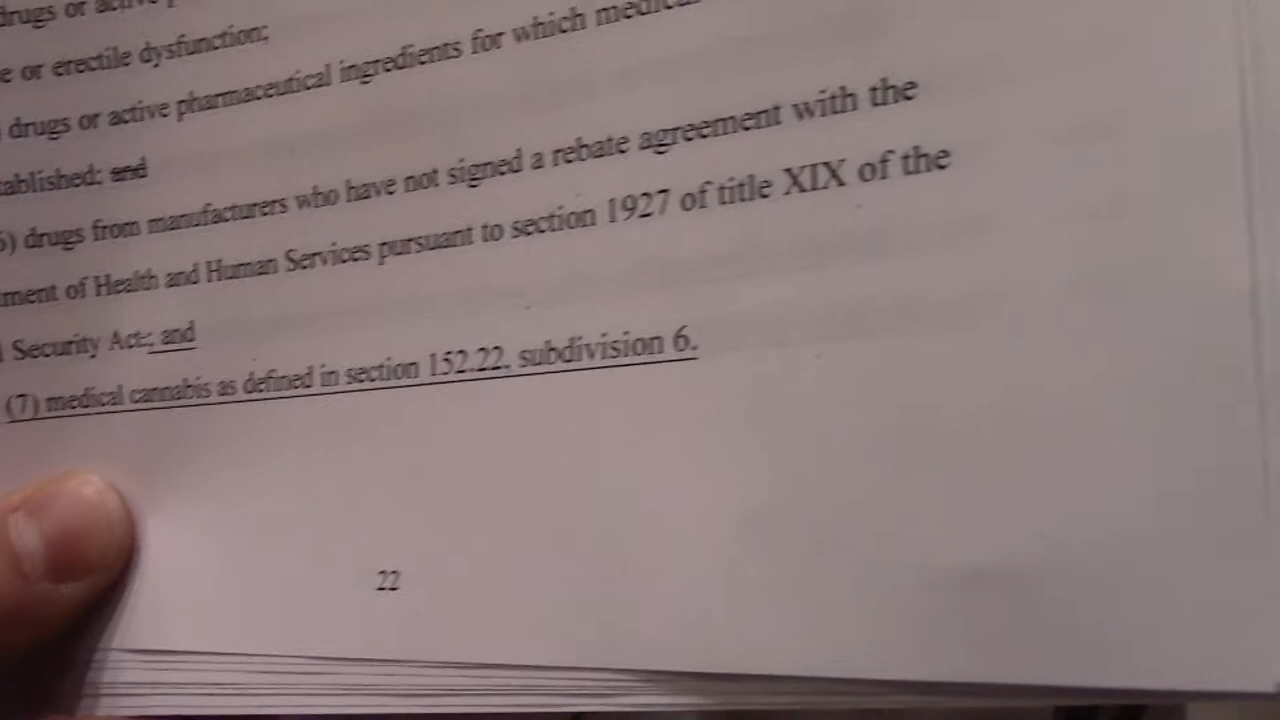 drugs or
e or erectile dysfunction;
drugs or active pharmaceutical ingredients for which
ablished; and
6) drugs from manufacturers who have not signed a rebate agreement with the
ment of Health and Human Services pursuant to section 1927 of title XIX of the
Security Act.; and
(7) medical cannabis as defined in section 152.22, subdivision 6.
22